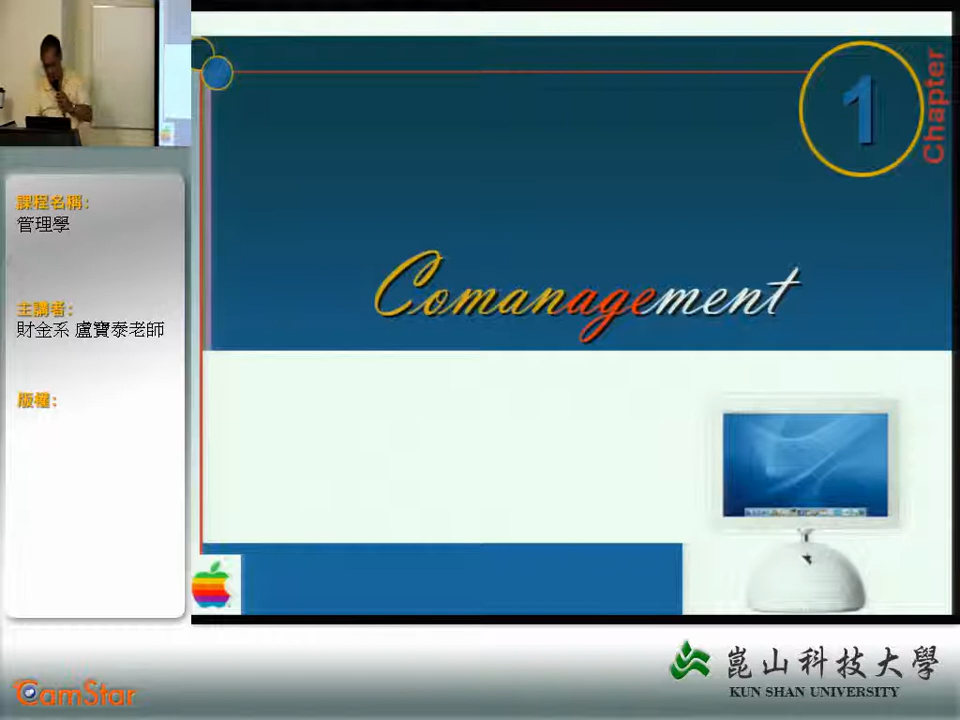 課程名稱:
管理學
主講者:
財金系 盧寶泰老師
版權:
1
Chapter
Comanagement
CamStar
崑山科技大學
KUN SHAN UNIVERSITY